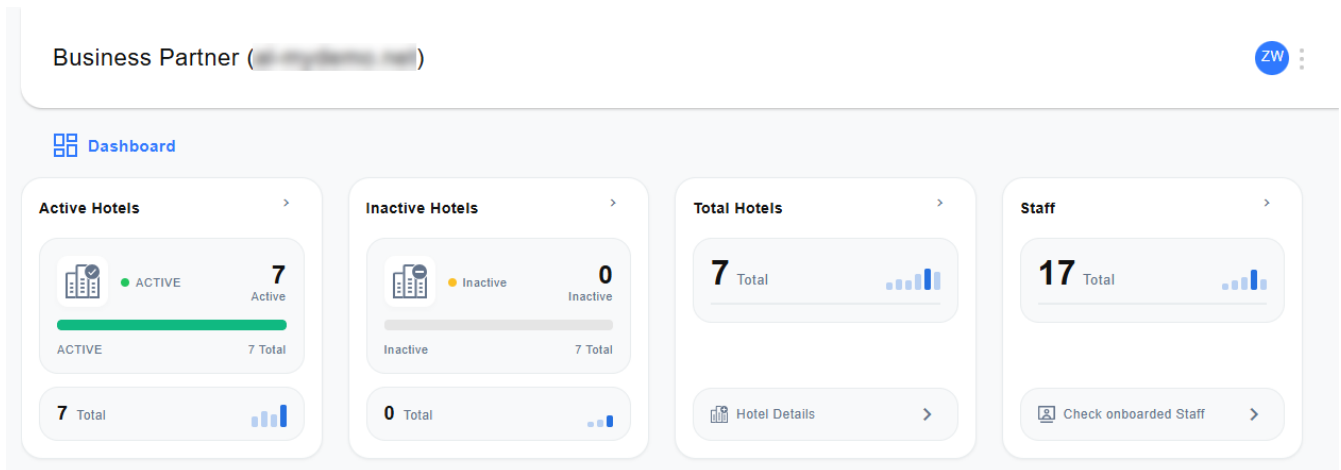 Business Partner ( )
ZW
Dashboard
Active Hotels
ACTIVE
7
Active
ACTIVE
7 Total
7 Total
Inactive Hotels
Inactive
0
Inactive
Inactive
7 Total
0 Total
Total Hotels
7 Total
Hotel Details
Staff
17 Total
Check onboarded Staff